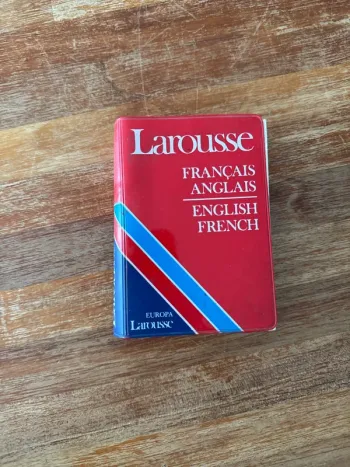 Larousse
FRANÇAIS
ANGLAIS
ENGLISH
FRENCH
EUROPA
Larousse